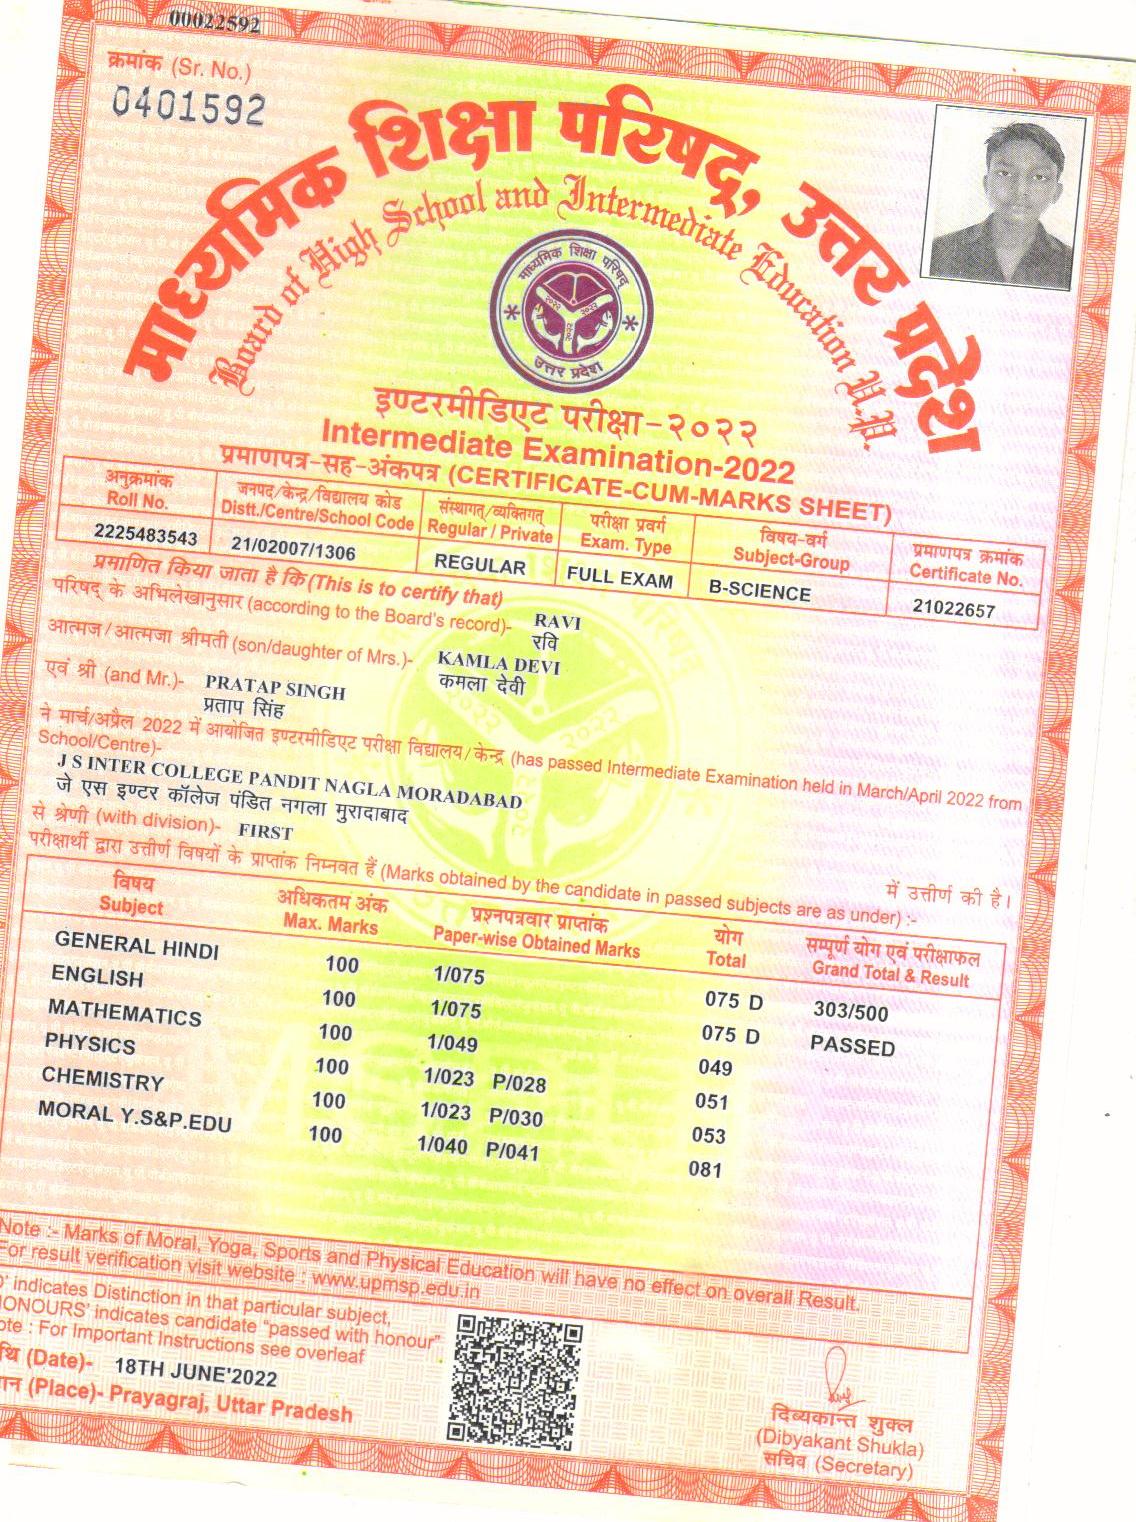 00022592
क्रमांक (Sr. No.)
0401592
माध्यमिक शिक्षा परिषद्, उत्तर प्रदेश
Board of High School and Intermediate Education U.P.
माध्यमिक शिक्षा परिषद्
२०२२ २०२२
२०२२
उत्तर प्रदेश
इण्टरमीडिएट परीक्षा-२०२२
Intermediate Examination-2022
प्रमाणपत्र-सह-अंकपत्र (CERTIFICATE-CUM-MARKS SHEET)
अनुक्रमांक जनपद/केन्द्र/विद्यालय कोड संस्थागत्/व्यक्तिगत् परीक्षा प्रवर्ग विषय-वर्ग प्रमाणपत्र क्रमांक
Roll No. Distt./Centre/School Code Regular / Private Exam. Type Subject-Group Certificate No.
2225483543 21/02007/1306 REGULAR FULL EXAM B-SCIENCE 21022657
प्रमाणित किया जाता है कि (This is to certify that)
परिषद् के अभिलेखानुसार (according to the Board's record)- RAVI
रवि
आत्मज/आत्मजा श्रीमती (son/daughter of Mrs.)- KAMLA DEVI
कमला देवी
एवं श्री (and Mr.)- PRATAP SINGH
प्रताप सिंह
ने मार्च/अप्रैल 2022 में आयोजित इण्टरमीडिएट परीक्षा विद्यालय/केन्द्र (has passed Intermediate Examination held in March/April 2022 from
School/Centre)-
J S INTER COLLEGE PANDIT NAGLA MORADABAD
जे एस इण्टर कॉलेज पंडित नगला मुरादाबाद
से श्रेणी (with division)- FIRST में उत्तीर्ण की है।
परीक्षार्थी द्वारा उत्तीर्ण विषयों के प्राप्तांक निम्नवत हैं (Marks obtained by the candidate in passed subjects are as under) :-
विषय अधिकतम अंक प्रश्नपत्रवार प्राप्तांक योग सम्पूर्ण योग एवं परीक्षाफल
Subject Max. Marks Paper-wise Obtained Marks Total Grand Total & Result
GENERAL HINDI 100 1/075 075 D 303/500
ENGLISH 100 1/075 075 D PASSED
MATHEMATICS 100 1/049 049
PHYSICS 100 1/023 P/028 051
CHEMISTRY 100 1/023 P/030 053
MORAL Y.S&P.EDU 100 1/040 P/041 081
Note :- Marks of Moral, Yoga, Sports and Physical Education will have no effect on overall Result.
For result verification visit website : www.upmsp.edu.in
D' indicates Distinction in that particular subject,
HONOURS' indicates candidate "passed with honour"
ote : For Important Instructions see overleaf
थि (Date)- 18TH JUNE'2022
ान (Place)- Prayagraj, Uttar Pradesh
दिब्यकान्त शुक्ल
(Dibyakant Shukla)
सचिव (Secretary)